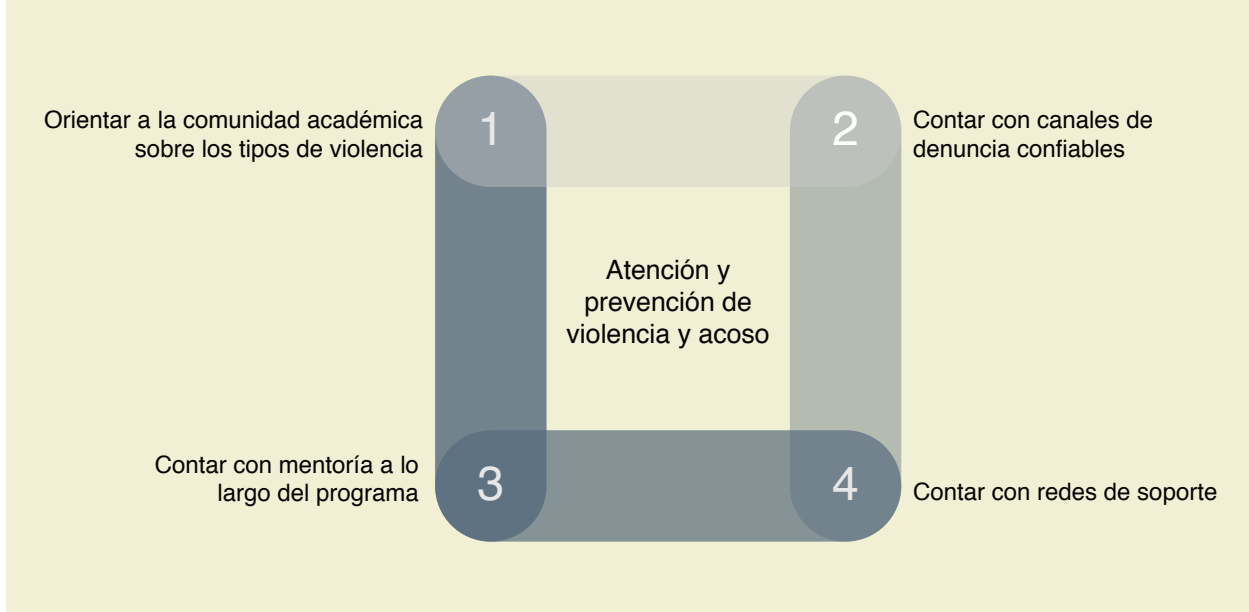 Orientar a la comunidad académica
sobre los tipos de violencia
1
2
Contar con canales de
denuncia confiables
Atención y
prevención de
violencia y acoso
Contar con mentoría a lo
largo del programa
3
4
Contar con redes de soporte